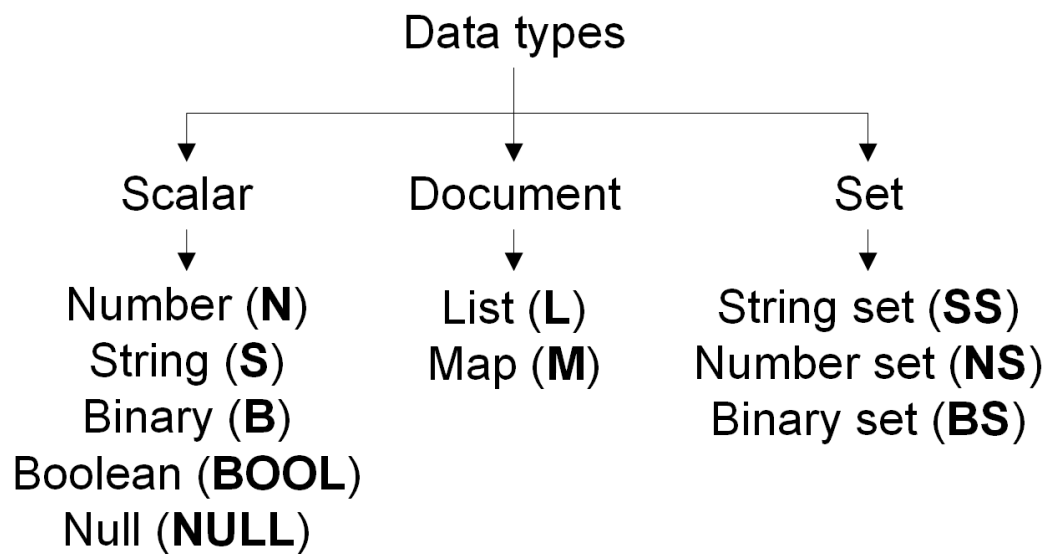 Data types
Scalar
Document
Set
Number (N)
String (S)
Binary (B)
Boolean (BOOL)
Null (NULL)
List (L)
Map (M)
String set (SS)
Number set (NS)
Binary set (BS)